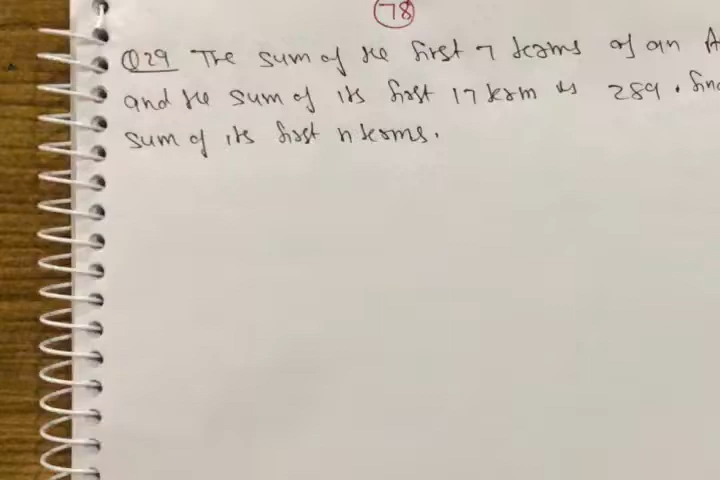 78
Q29 The sum of the first 7 terms of an A
and the sum of its first 17 term is 289. find
sum of its first n terms.